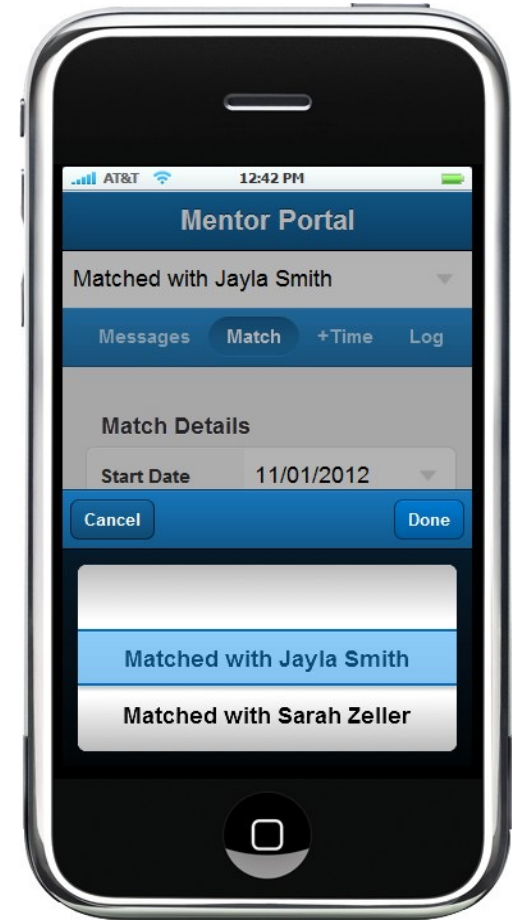 AT&T 12:42 PM
Mentor Portal
Matched with Jayla Smith
Messages Match +Time Log
Match Details
Start Date 11/01/2012
Cancel Done
Matched with Jayla Smith
Matched with Sarah Zeller